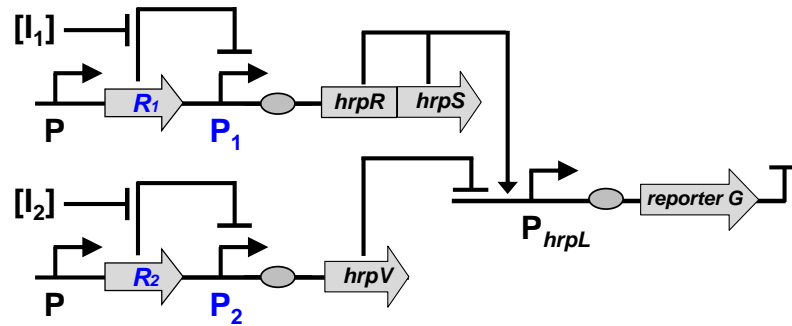 [I1]
R1
hrpR hrpS
P P1
[I2]
reporter G
PhrpL
R2
hrpV
P P2